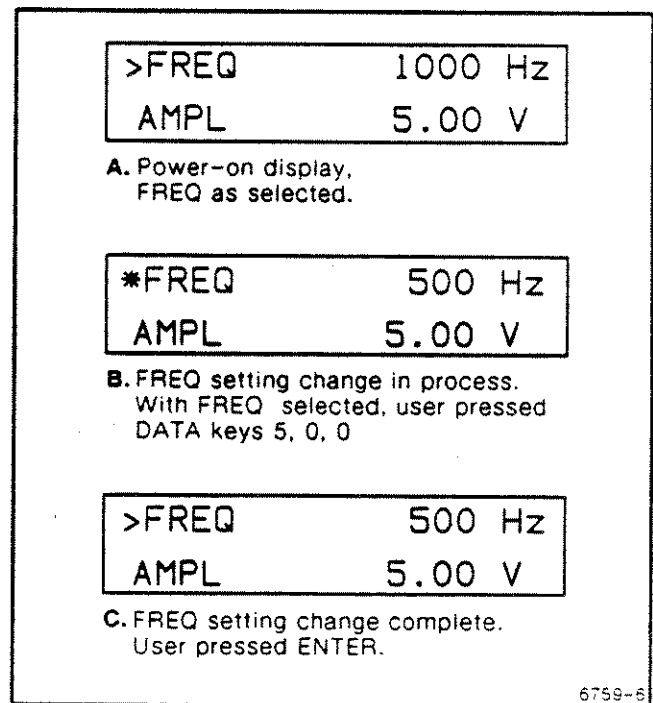 >FREQ 1000 Hz
AMPL 5.00 V
A. Power-on display,
FREQ as selected.
*FREQ 500 Hz
AMPL 5.00 V
B. FREQ setting change in process.
With FREQ selected, user pressed
DATA keys 5, 0, 0
>FREQ 500 Hz
AMPL 5.00 V
C. FREQ setting change complete.
User pressed ENTER.
6759-6